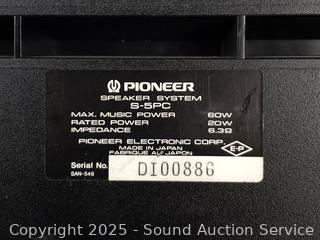 PIONEER
SPEAKER SYSTEM
S-5PC
MAX. MUSIC POWER 60W
RATED POWER 20W
IMPEDANCE 6.3Ω
PIONEER ELECTRONIC CORP.
MADE IN JAPAN
FABRIQUÉ AU JAPON
E-P
Serial No. DI00886
SAN-546
Copyright 2025 - Sound Auction Service